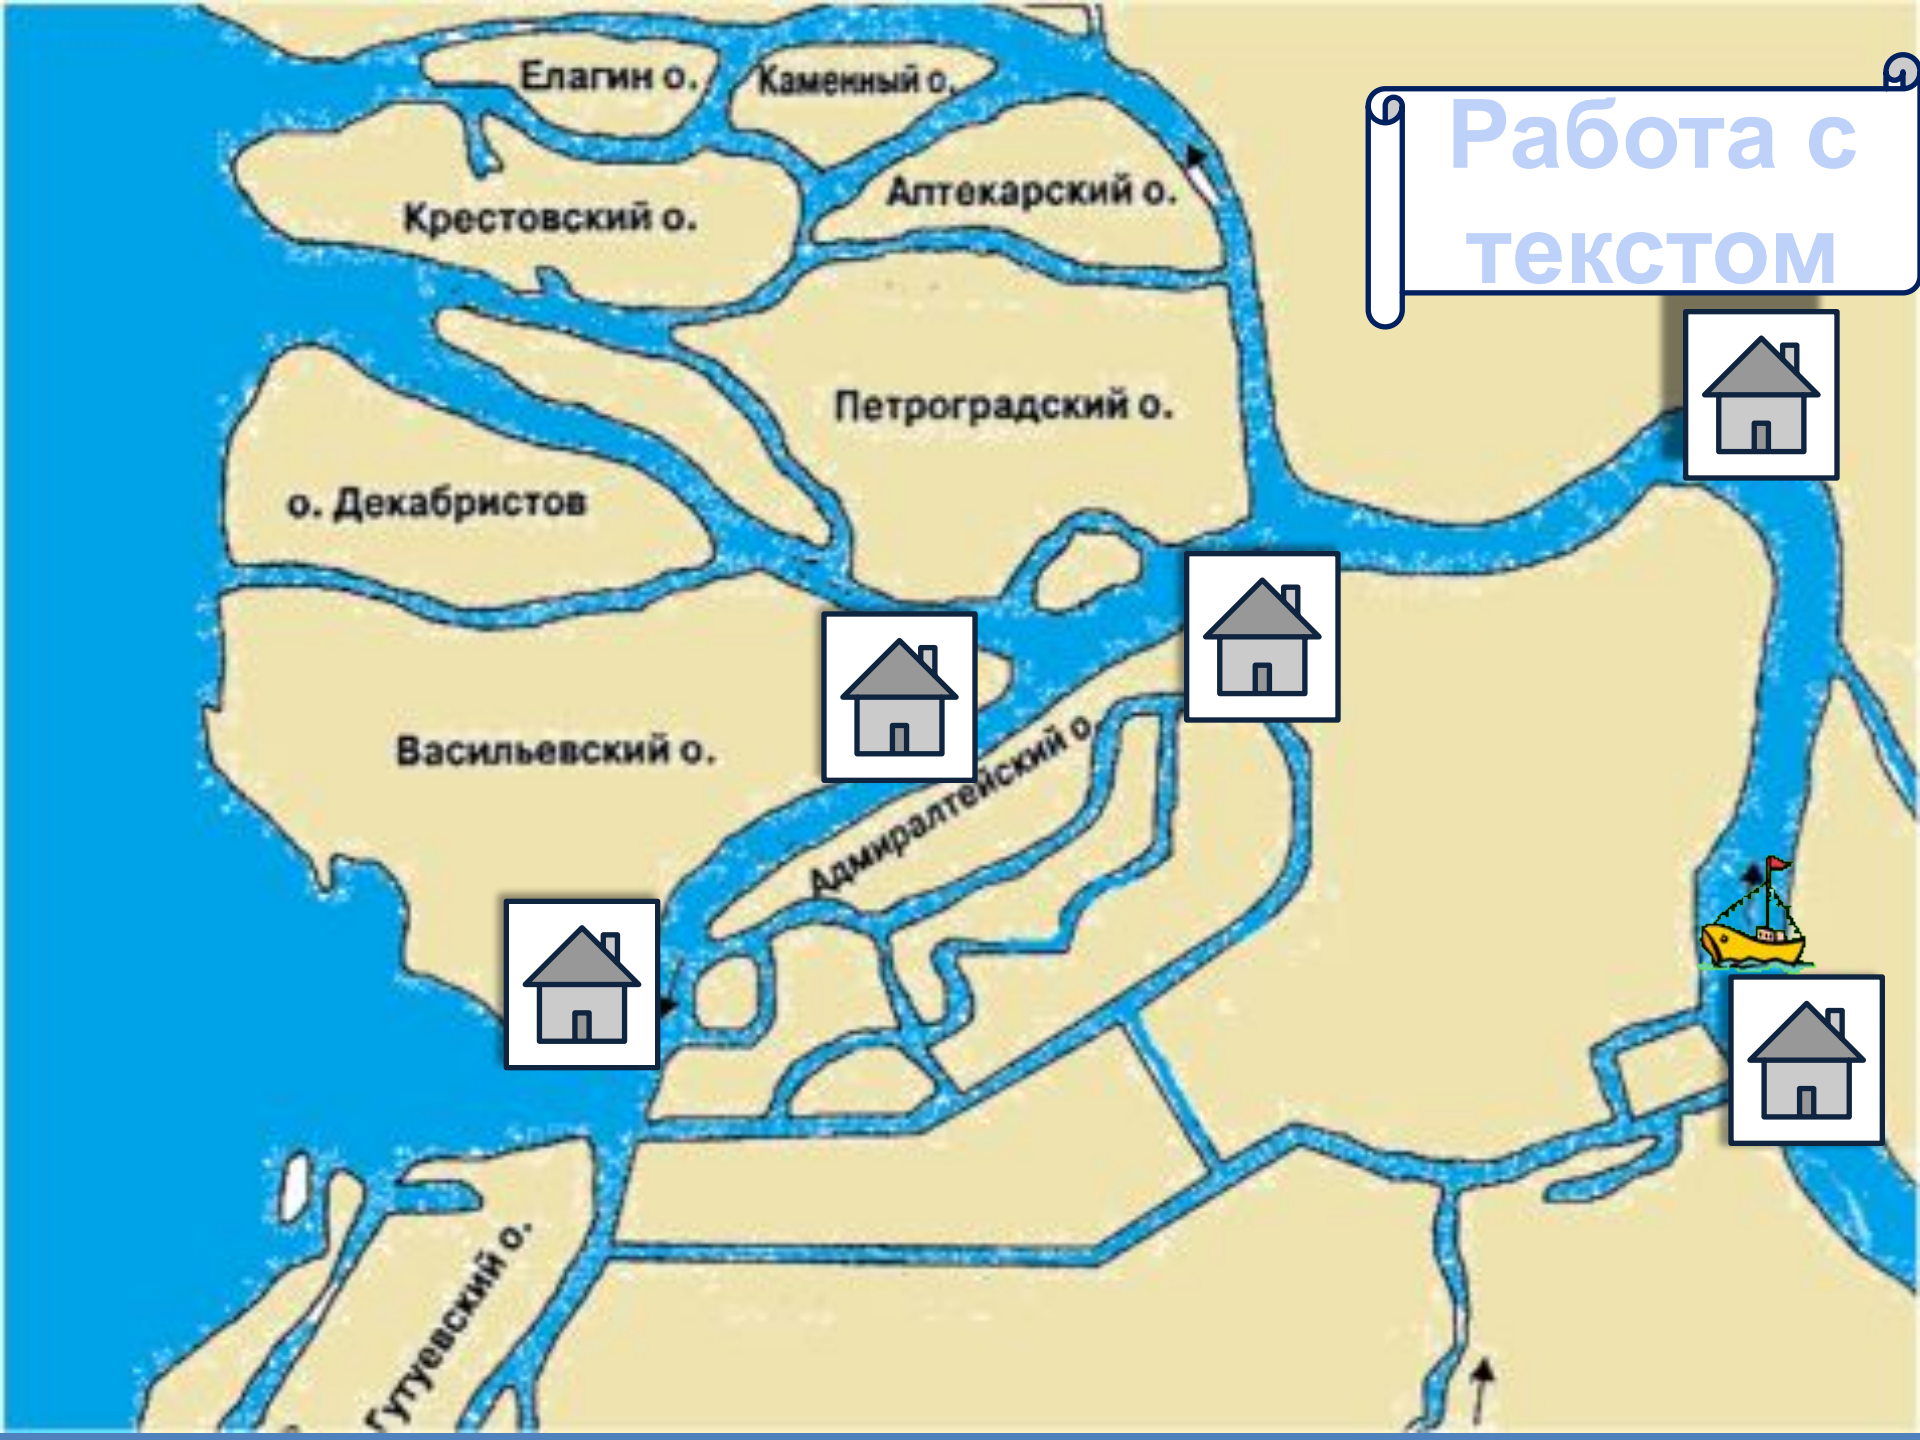 Работа с
текстом
Елагин о.
Каменный о.
Аптекарский о.
Крестовский о.
Петроградский о.
о. Декабристов
Васильевский о.
Адмиралтейский о.
Гутуевский о.